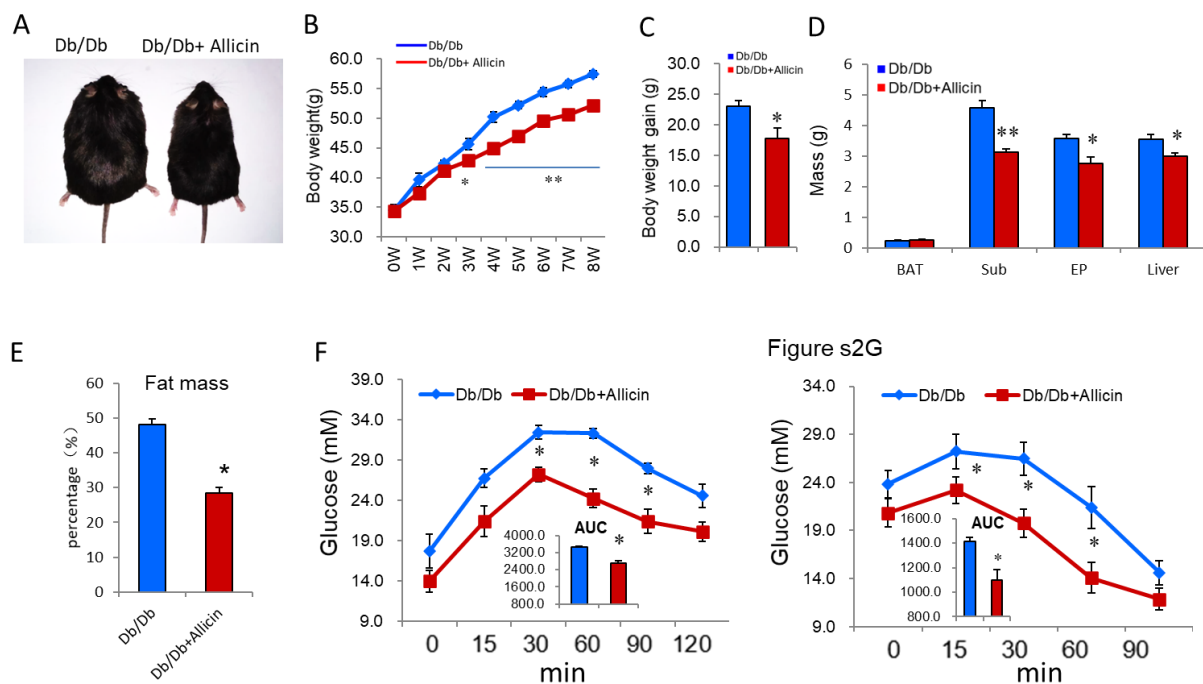 A
Db/Db
Db/Db+ Allicin
B
Db/Db
Db/Db+ Allicin
Body weight(g)
60.0
55.0
50.0
45.0
40.0
35.0
30.0
*
**
0W
1W
2W
3W
4W
5W
6W
7W
8W
C
Db/Db
Db/Db+Allicin
Body weight gain (g)
30.0
25.0
20.0
15.0
10.0
5.0
0.0
*
D
Db/Db
Db/Db+Allicin
Mass (g)
6
5
4
3
2
1
0
**
*
*
BAT
Sub
EP
Liver
E
Fat mass
percentage（%）
60
50
40
30
20
10
0
*
Db/Db
Db/Db+Allicin
F
Db/Db
Db/Db+Allicin
Glucose (mM)
39.0
34.0
29.0
24.0
19.0
14.0
9.0
*
*
*
AUC
4000.0
3200.0
2400.0
1600.0
800.0
*
0
15
30
60
90
120
min
Figure s2G
Db/Db
Db/Db+Allicin
Glucose (mM)
34.0
29.0
24.0
19.0
14.0
9.0
*
*
*
AUC
1600.0
1400.0
1200.0
1000.0
800.0
*
0
15
30
60
90
min